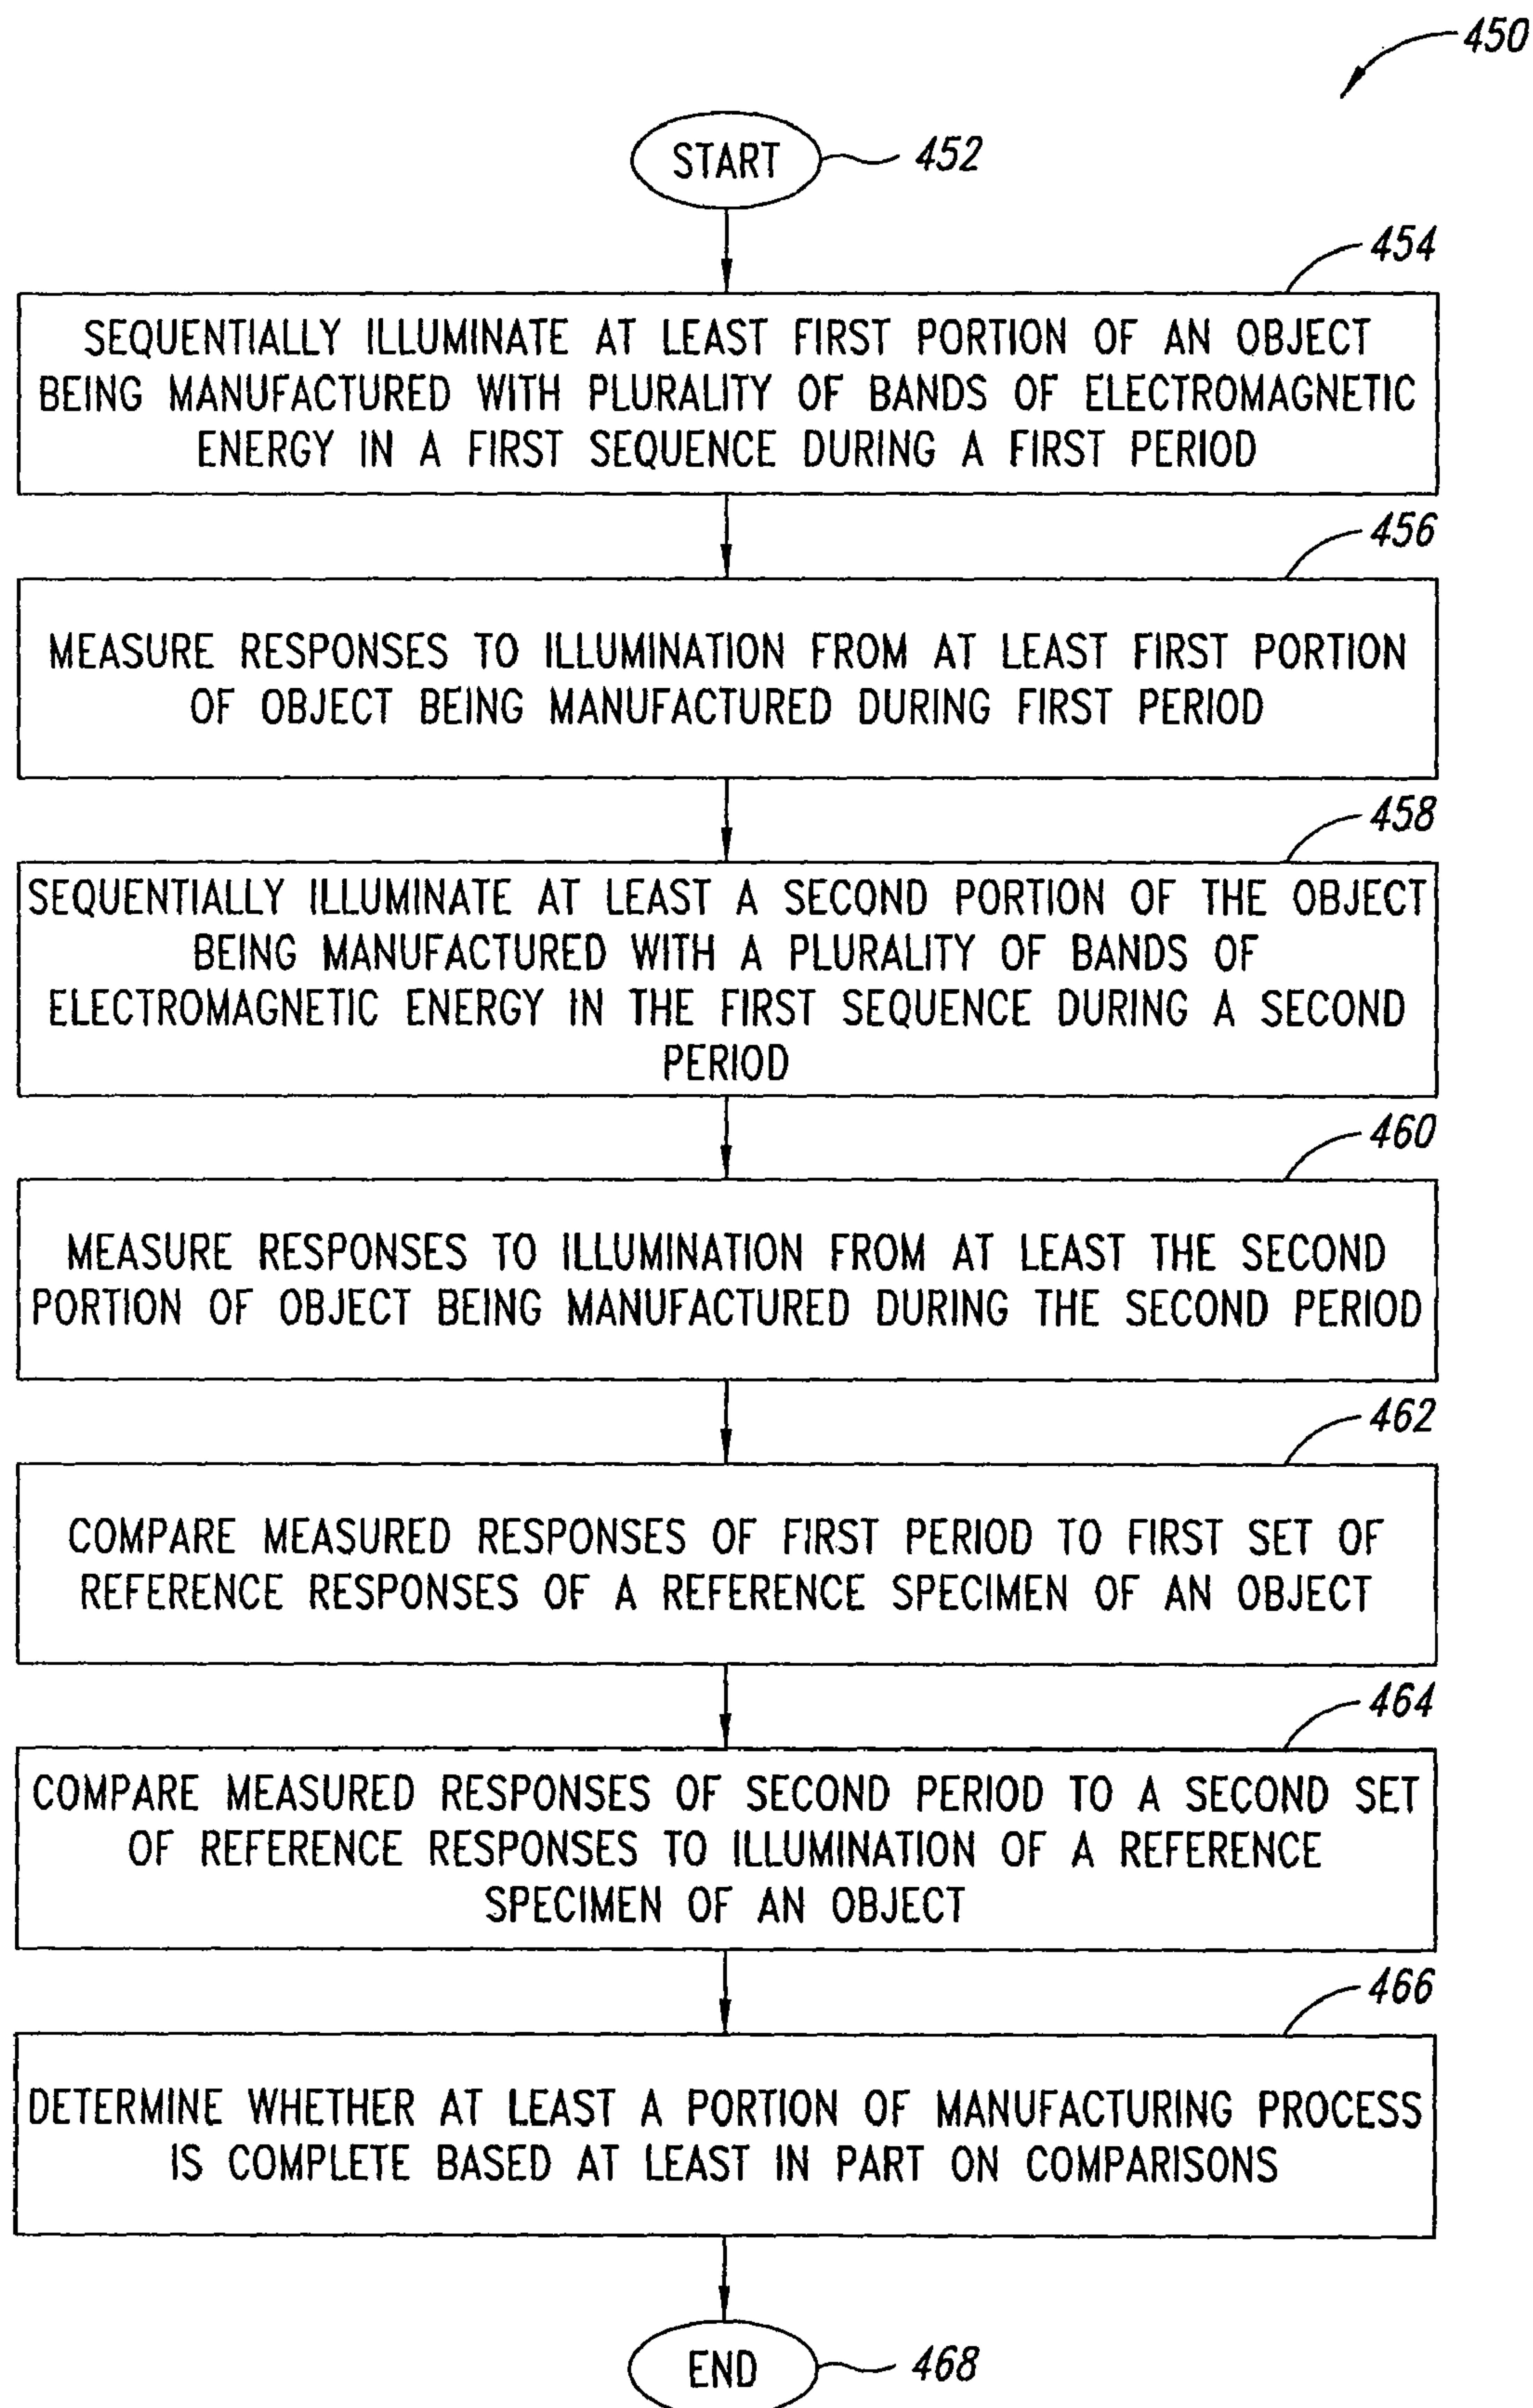 450
START
452
454
SEQUENTIALLY ILLUMINATE AT LEAST FIRST PORTION OF AN OBJECT
BEING MANUFACTURED WITH PLURALITY OF BANDS OF ELECTROMAGNETIC
ENERGY IN A FIRST SEQUENCE DURING A FIRST PERIOD
456
MEASURE RESPONSES TO ILLUMINATION FROM AT LEAST FIRST PORTION
OF OBJECT BEING MANUFACTURED DURING FIRST PERIOD
458
SEQUENTIALLY ILLUMINATE AT LEAST A SECOND PORTION OF THE OBJECT
BEING MANUFACTURED WITH A PLURALITY OF BANDS OF
ELECTROMAGNETIC ENERGY IN THE FIRST SEQUENCE DURING A SECOND
PERIOD
460
MEASURE RESPONSES TO ILLUMINATION FROM AT LEAST THE SECOND
PORTION OF OBJECT BEING MANUFACTURED DURING THE SECOND PERIOD
462
COMPARE MEASURED RESPONSES OF FIRST PERIOD TO FIRST SET OF
REFERENCE RESPONSES OF A REFERENCE SPECIMEN OF AN OBJECT
464
COMPARE MEASURED RESPONSES OF SECOND PERIOD TO A SECOND SET
OF REFERENCE RESPONSES TO ILLUMINATION OF A REFERENCE
SPECIMEN OF AN OBJECT
466
DETERMINE WHETHER AT LEAST A PORTION OF MANUFACTURING PROCESS
IS COMPLETE BASED AT LEAST IN PART ON COMPARISONS
END
468